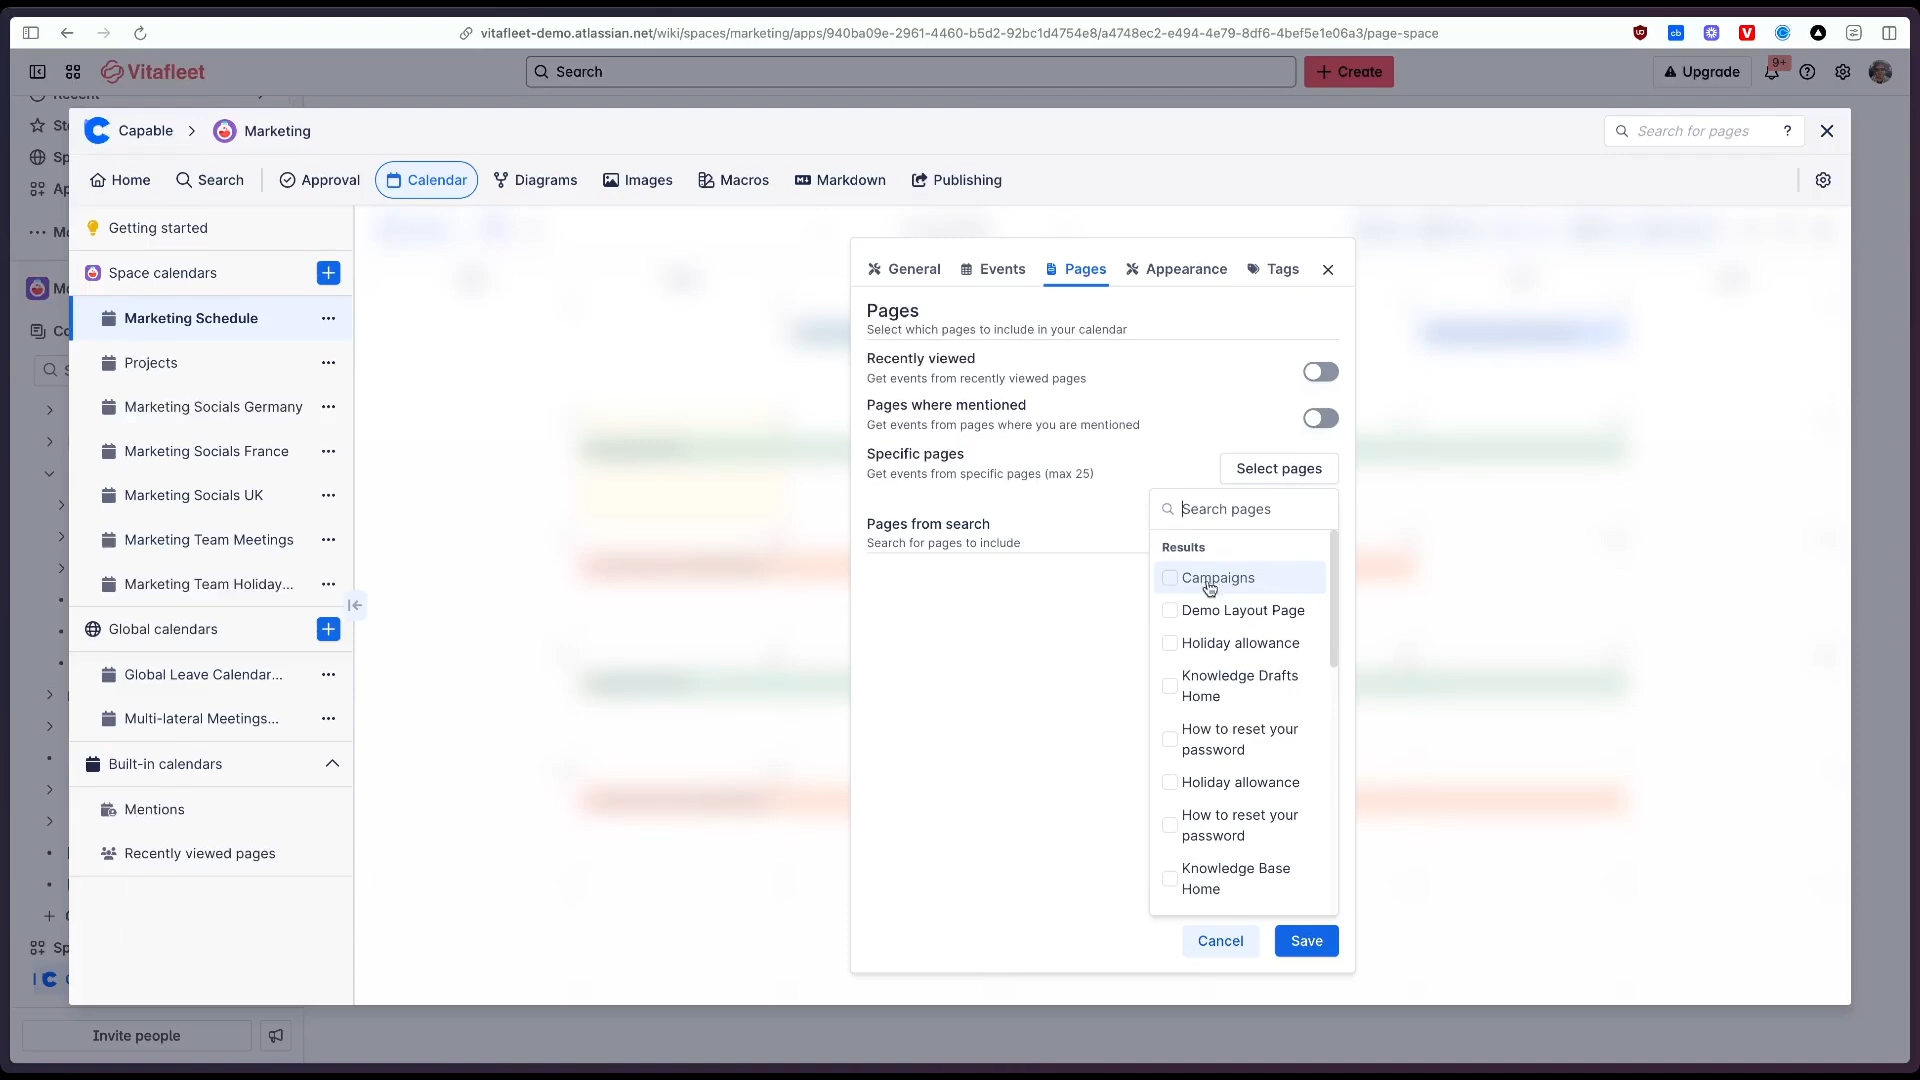 vitafleet-demo.atlassian.net/wiki/spaces/marketing/apps/940ba09e-2961-4460-b5d2-92bc1d4754e8/a4748ec2-e494-4e79-8df6-4bef5e1e06a3/page-space
Vitafleet
Search
+ Create
Upgrade
9+
Recent
Capable > Marketing
Search for pages ?
Home
Search
Approval
Calendar
Diagrams
Images
Macros
Markdown
Publishing
Getting started
Space calendars
Marketing Schedule
Projects
Marketing Socials Germany
Marketing Socials France
Marketing Socials UK
Marketing Team Meetings
Marketing Team Holiday...
Global calendars
Global Leave Calendar...
Multi-lateral Meetings...
Built-in calendars
Mentions
Recently viewed pages
Invite people
General
Events
Pages
Appearance
Tags
Pages
Select which pages to include in your calendar
Recently viewed
Get events from recently viewed pages
Pages where mentioned
Get events from pages where you are mentioned
Specific pages
Get events from specific pages (max 25)
Select pages
Pages from search
Search for pages to include
Search pages
Results
Campaigns
Demo Layout Page
Holiday allowance
Knowledge Drafts
Home
How to reset your
password
Holiday allowance
How to reset your
password
Knowledge Base
Home
Cancel
Save